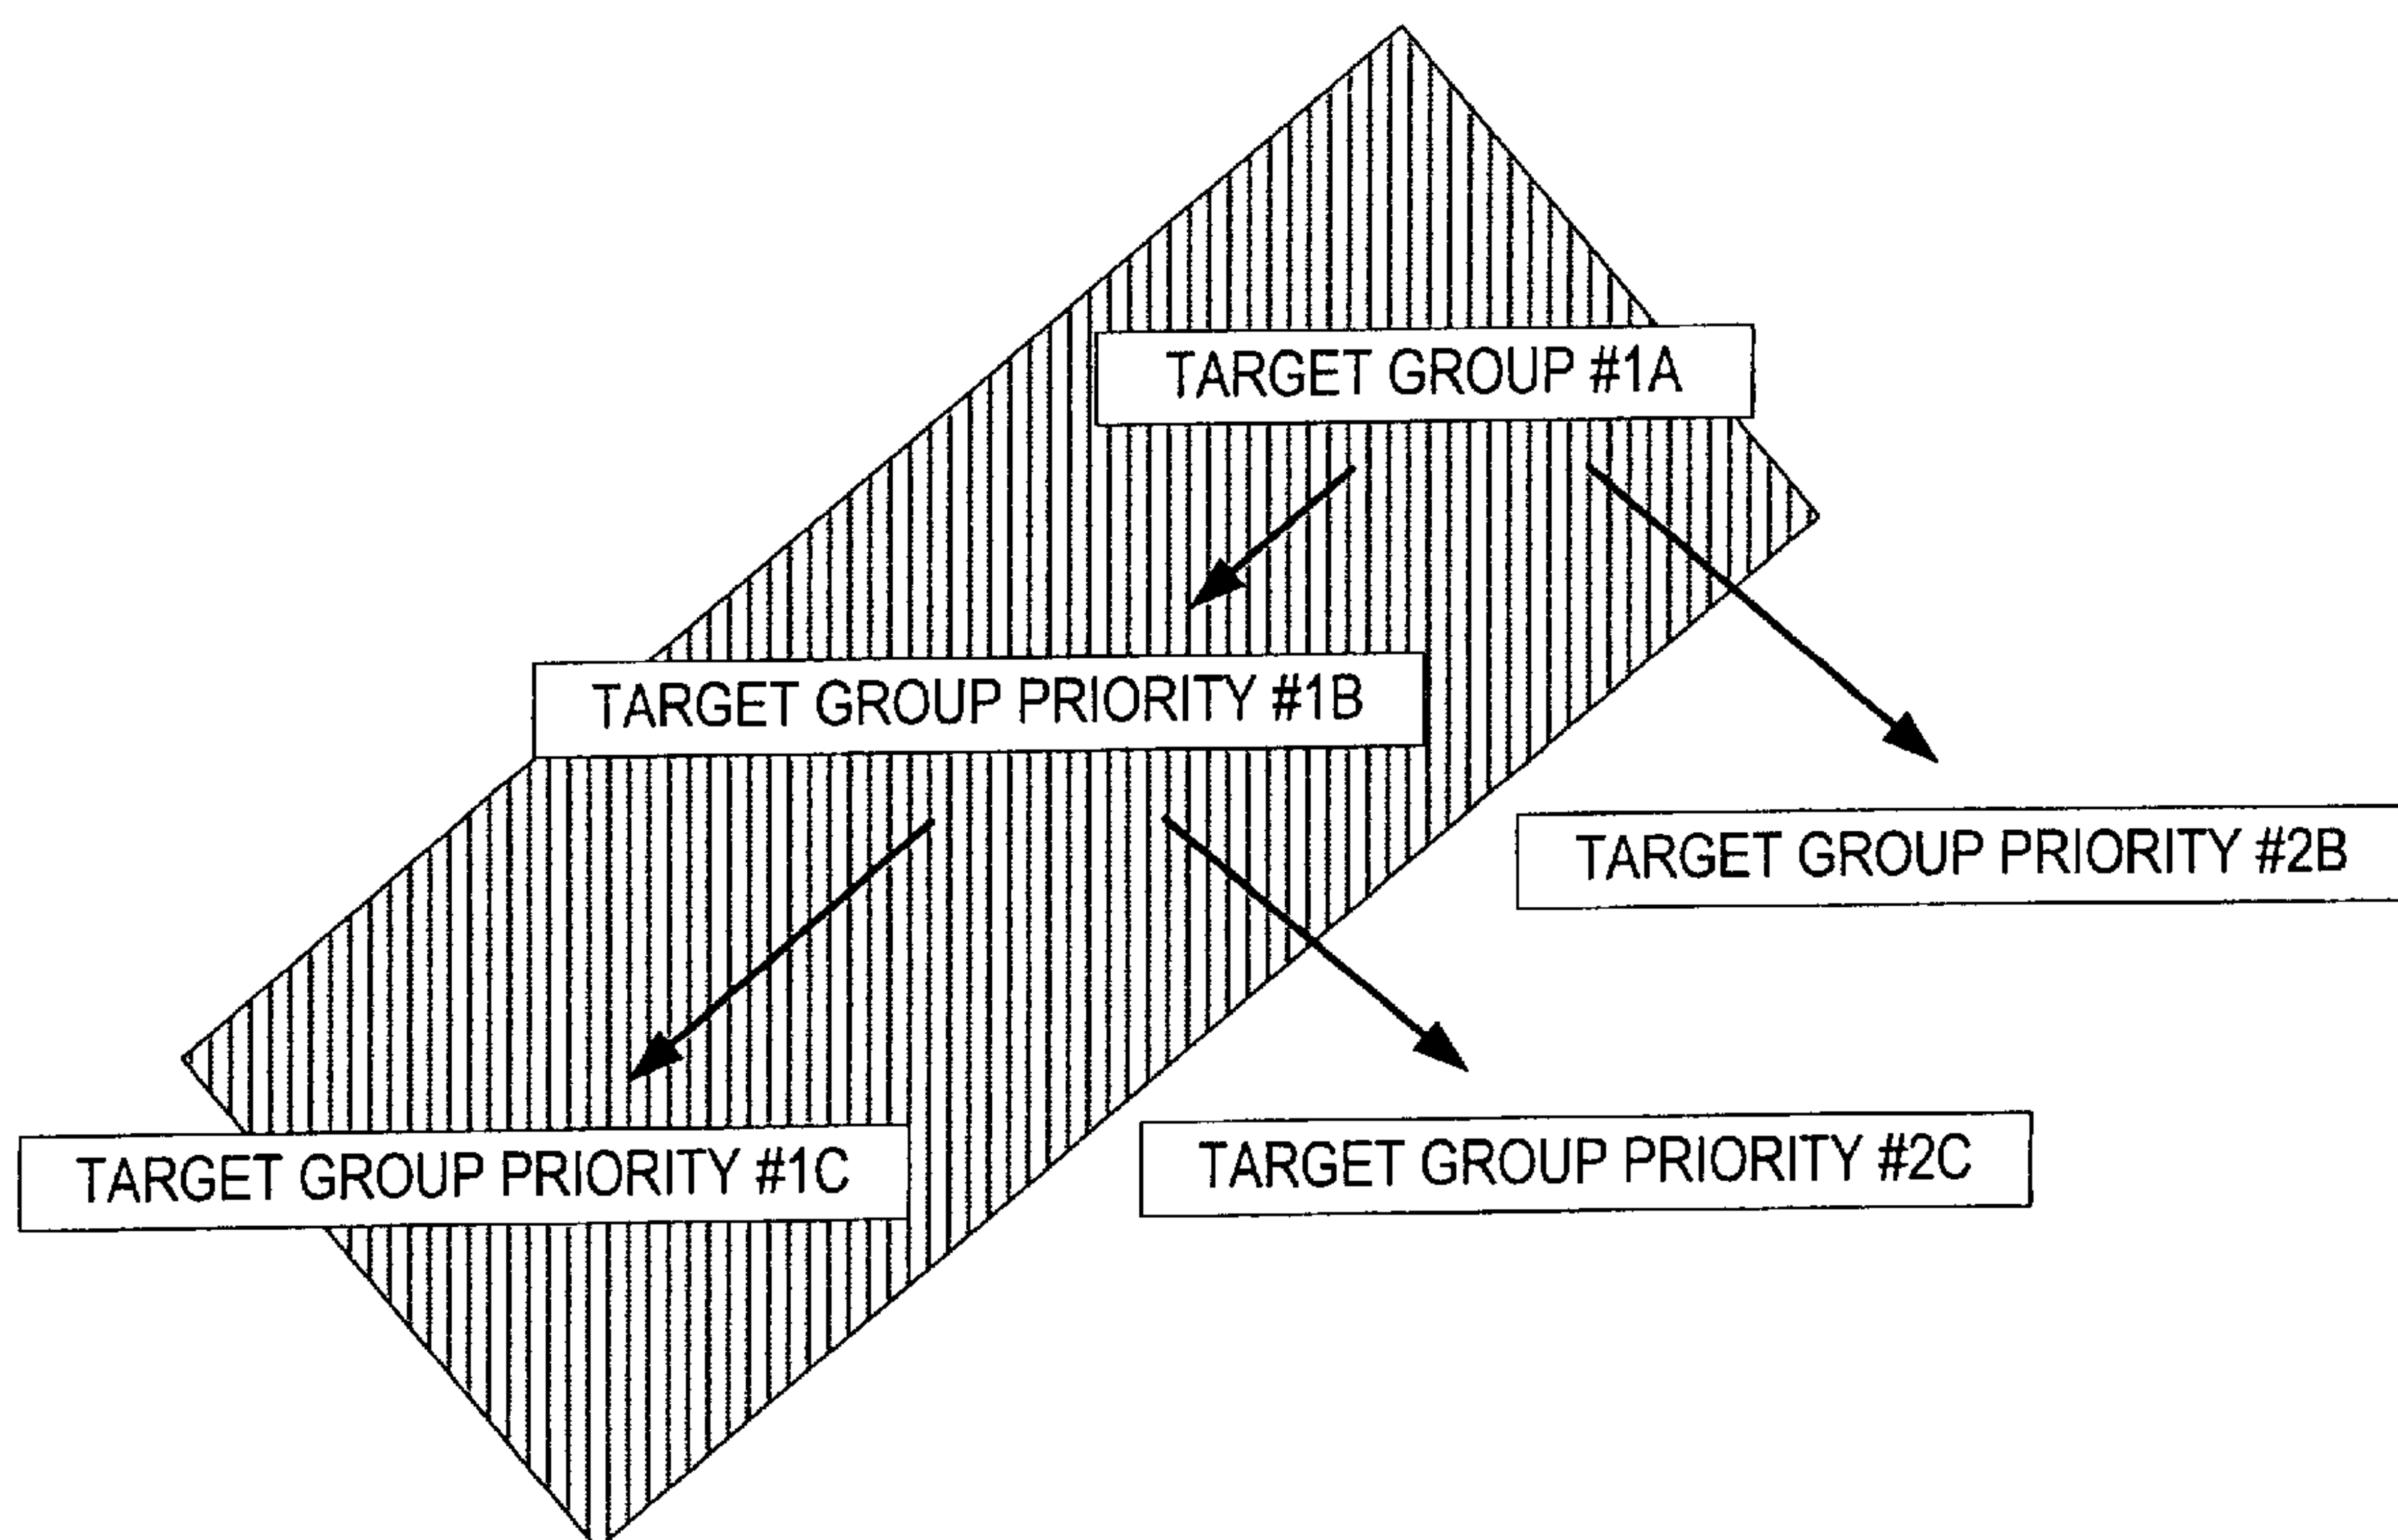 TARGET GROUP #1A
TARGET GROUP PRIORITY #1B
TARGET GROUP PRIORITY #2B
TARGET GROUP PRIORITY #1C
TARGET GROUP PRIORITY #2C